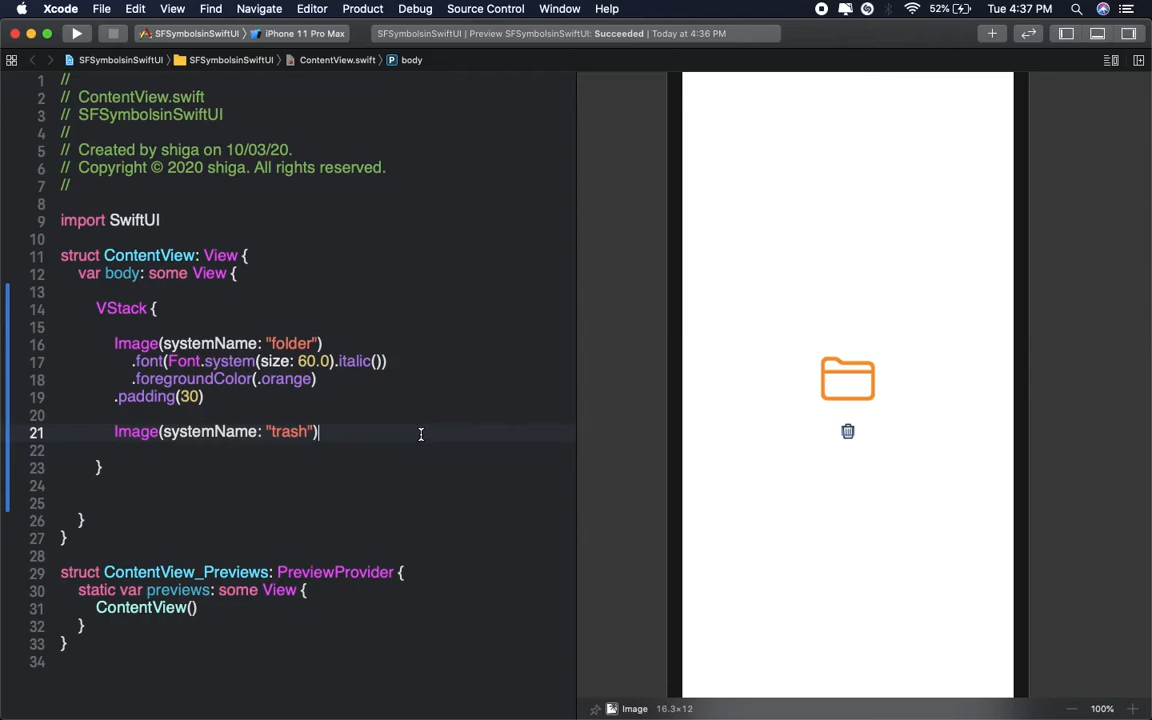 Xcode File Edit View Find Navigate Editor Product Debug Source Control Window Help 52% Tue 4:37 PM
SFSymbolsinSwiftUI iPhone 11 Pro Max SFSymbolsinSwiftUI | Preview SFSymbolsinSwiftUI: Succeeded | Today at 4:36 PM
SFSymbolsinSwiftUI SFSymbolsinSwiftUI ContentView.swift P body
1 //
2 // ContentView.swift
3 // SFSymbolsinSwiftUI
4 //
5 // Created by shiga on 10/03/20.
6 // Copyright © 2020 shiga. All rights reserved.
7 //
8
9 import SwiftUI
10
11 struct ContentView: View {
12 var body: some View {
13
14 VStack {
15
16 Image(systemName: "folder")
17 .font(Font.system(size: 60.0).italic())
18 .foregroundColor(.orange)
19 .padding(30)
20
21 Image(systemName: "trash")
22
23 }
24
25
26 }
27 }
28
29 struct ContentView_Previews: PreviewProvider {
30 static var previews: some View {
31 ContentView()
32 }
33 }
34
Image 16.3×12 100%